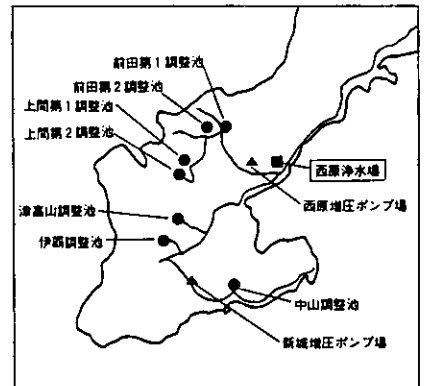 前田第1調整池
前田第2調整池
上間第1調整池
上間第2調整池
西原浄水場
西原増圧ポンプ場
津嘉山調整池
伊覇調整池
中山調整池
新城増圧ポンプ場